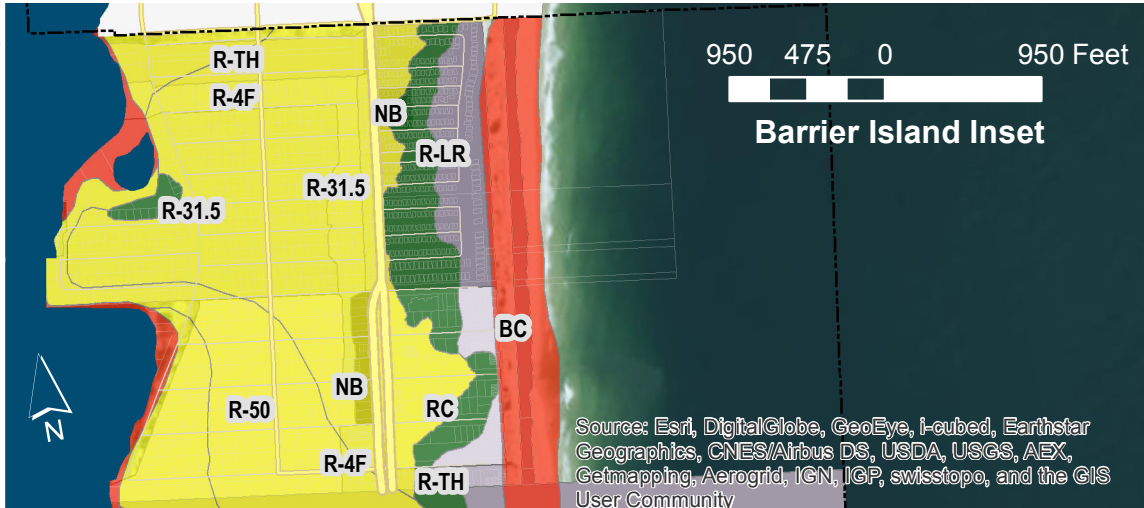 950 475 0 950 Feet
Barrier Island Inset
R-TH
R-4F
NB
R-LR
R-31.5
R-31.5
BC
NB
R-50
RC
R-4F
R-TH
N
Source: Esri, DigitalGlobe, GeoEye, i-cubed, Earthstar
Geographics, CNES/Airbus DS, USDA, USGS, AEX,
Getmapping, Aerogrid, IGN, IGP, swisstopo, and the GIS
User Community